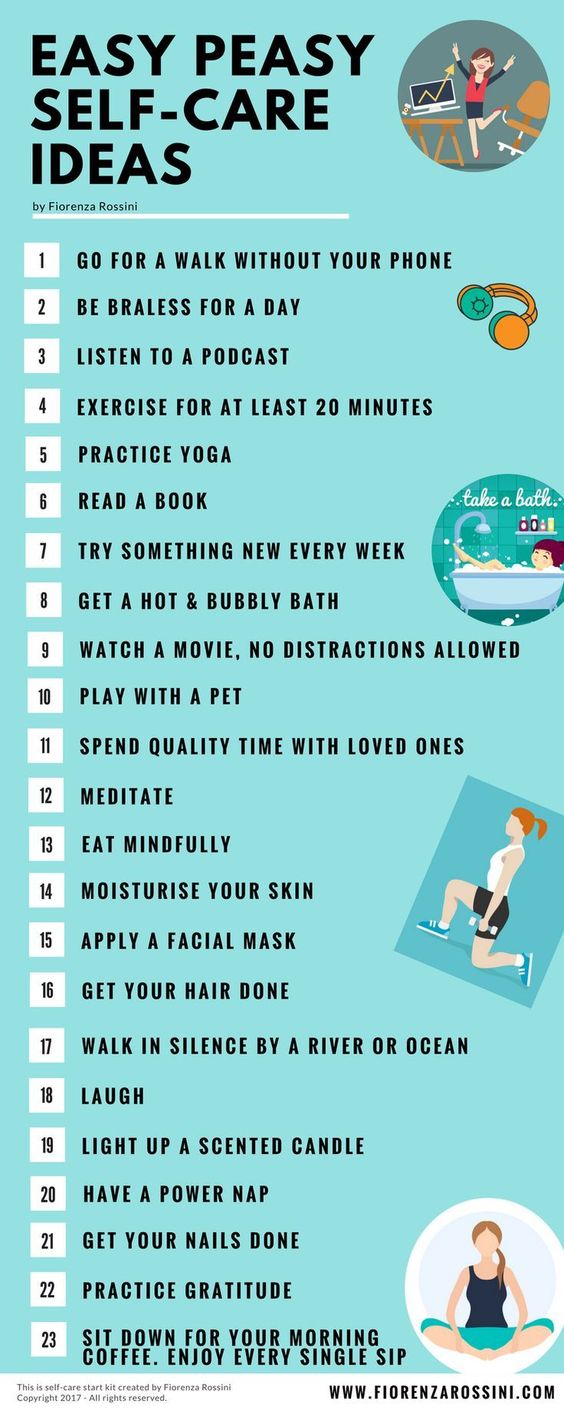 EASY PEASY
SELF-CARE
IDEAS
by Fiorenza Rossini
1 GO FOR A WALK WITHOUT YOUR PHONE
2 BE BRALESS FOR A DAY
3 LISTEN TO A PODCAST
4 EXERCISE FOR AT LEAST 20 MINUTES
5 PRACTICE YOGA
6 READ A BOOK
take a bath
7 TRY SOMETHING NEW EVERY WEEK
8 GET A HOT & BUBBLY BATH
9 WATCH A MOVIE, NO DISTRACTIONS ALLOWED
10 PLAY WITH A PET
11 SPEND QUALITY TIME WITH LOVED ONES
12 MEDITATE
13 EAT MINDFULLY
14 MOISTURISE YOUR SKIN
15 APPLY A FACIAL MASK
16 GET YOUR HAIR DONE
17 WALK IN SILENCE BY A RIVER OR OCEAN
18 LAUGH
19 LIGHT UP A SCENTED CANDLE
20 HAVE A POWER NAP
21 GET YOUR NAILS DONE
22 PRACTICE GRATITUDE
23 SIT DOWN FOR YOUR MORNING
COFFEE. ENJOY EVERY SINGLE SIP
This is self-care start kit created by Fiorenza Rossini
Copyright 2017 - All rights reserved.
WWW.FIORENZAROSSINI.COM